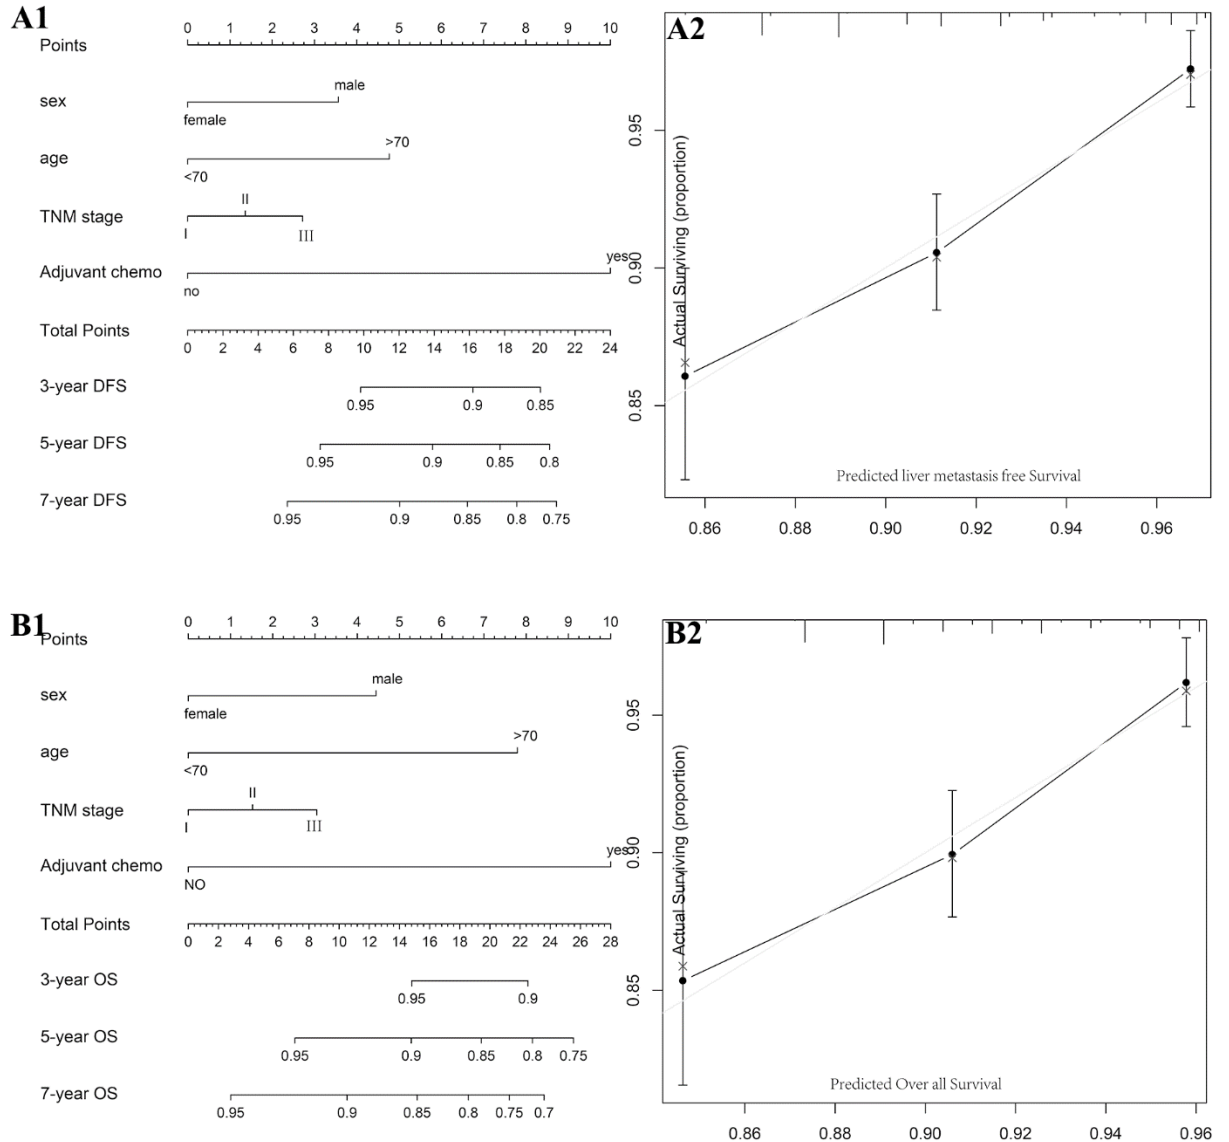 A1
0 1 2 3 4 5 6 7 8 9 10
Points
male
sex
female
>70
age
<70
II
TNM stage
I
III
yes
Adjuvant chemo
no
Total Points
0 2 4 6 8 10 12 14 16 18 20 22 24
3-year DFS
0.95 0.9 0.85
5-year DFS
0.95 0.9 0.85 0.8
7-year DFS
0.95 0.9 0.85 0.8 0.75
A2
Actual Surviving (proportion)
0.85 0.90 0.95
Predicted liver metastasis free Survival
0.86 0.88 0.90 0.92 0.94 0.96
B1
0 1 2 3 4 5 6 7 8 9 10
Points
male
sex
female
>70
age
<70
II
TNM stage
I
III
yes
Adjuvant chemo
NO
Total Points
0 2 4 6 8 10 12 14 16 18 20 22 24 26 28
3-year OS
0.95 0.9
5-year OS
0.95 0.9 0.85 0.8 0.75
7-year OS
0.95 0.9 0.85 0.8 0.75 0.7
B2
Actual Surviving (proportion)
0.85 0.90 0.95
Predicted Over all Survival
0.86 0.88 0.90 0.92 0.94 0.96